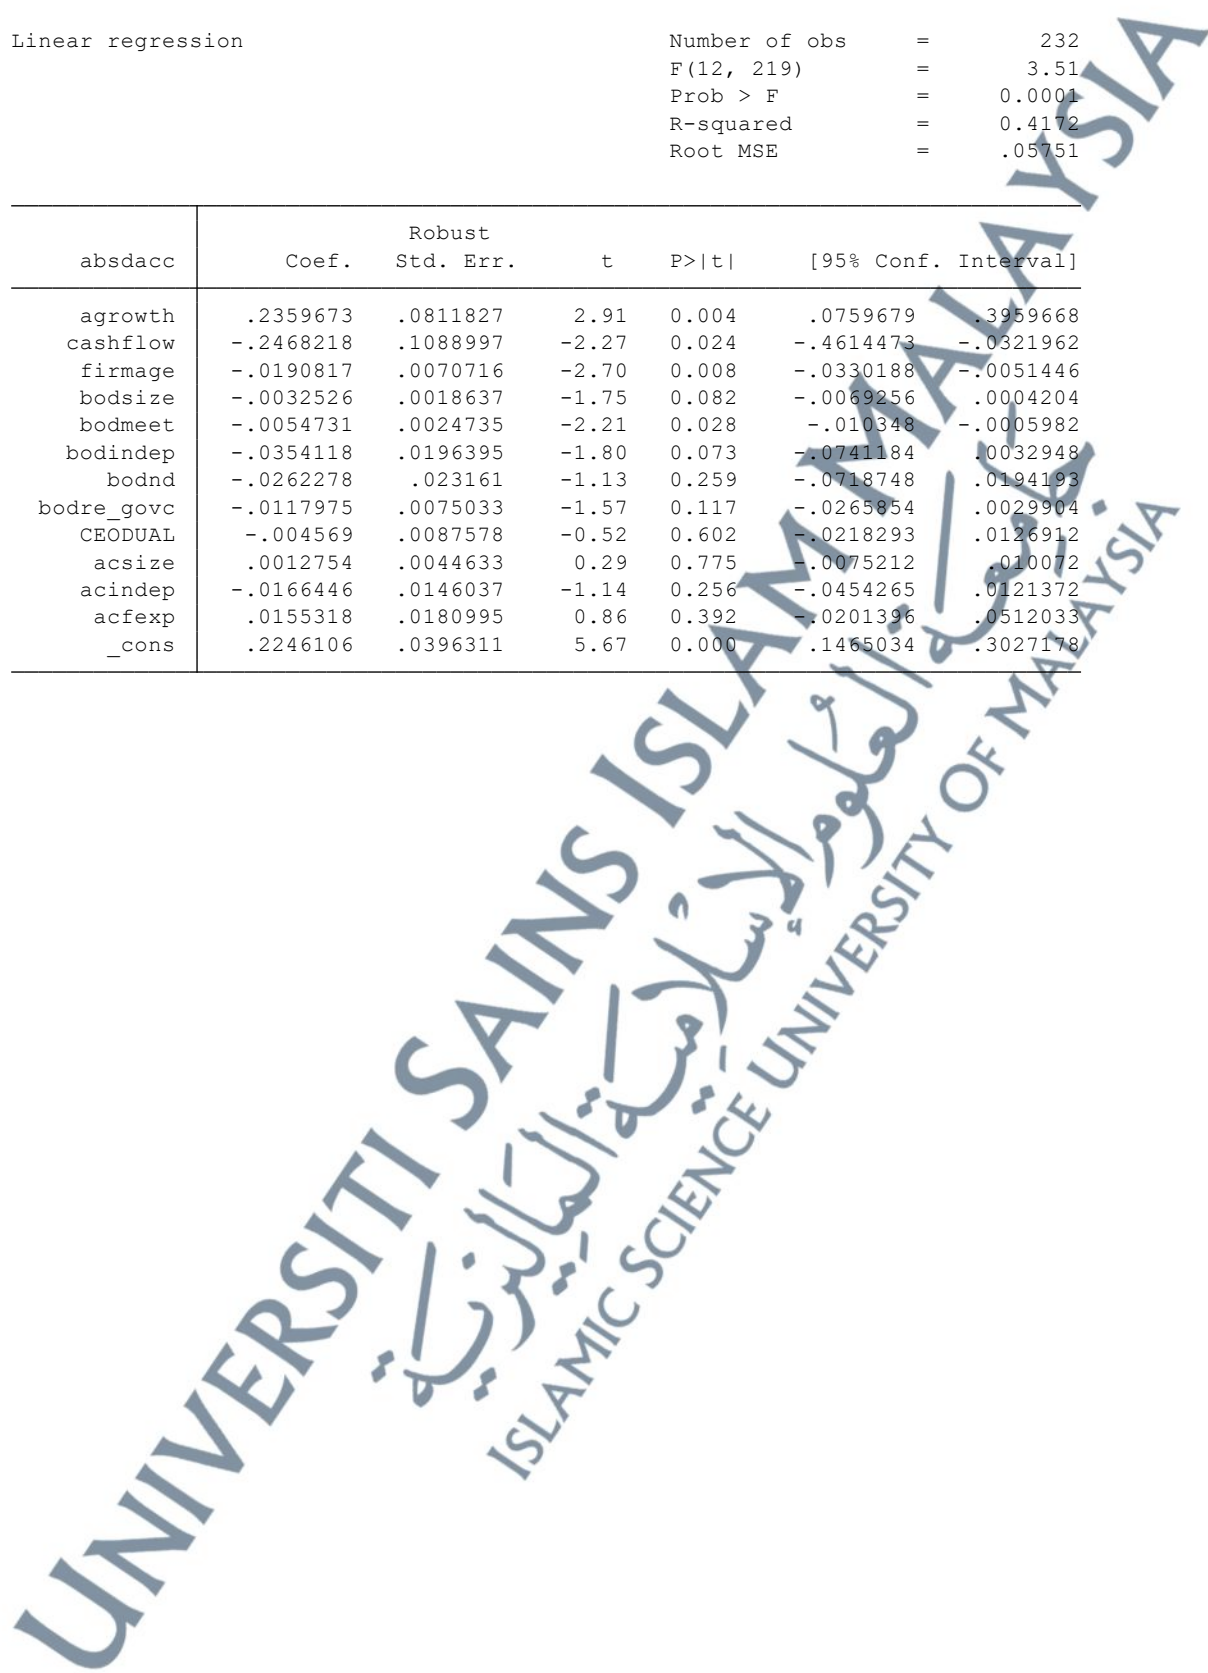 Linear regression Number of obs = 232
F(12, 219) = 3.51
Prob > F = 0.0001
R-squared = 0.4172
Root MSE = .05751
Robust
absdacc Coef. Std. Err. t P>|t| [95% Conf. Interval]
agrowth .2359673 .0811827 2.91 0.004 .0759679 .3959668
cashflow -.2468218 .1088997 -2.27 0.024 -.4614473 -.0321962
firmage -.0190817 .0070716 -2.70 0.008 -.0330188 -.0051446
bodsize -.0032526 .0018637 -1.75 0.082 -.0069256 .0004204
bodmeet -.0054731 .0024735 -2.21 0.028 -.010348 -.0005982
bodindep -.0354118 .0196395 -1.80 0.073 -.0741184 .0032948
bodnd -.0262278 .023161 -1.13 0.259 -.0718748 .0194193
bodre_govc -.0117975 .0075033 -1.57 0.117 -.0265854 .0029904
CEODUAL -.004569 .0087578 -0.52 0.602 -.0218293 .0126912
acsize .0012754 .0044633 0.29 0.775 -.0075212 .010072
acindep -.0166446 .0146037 -1.14 0.256 -.0454265 .0121372
acfexp .0155318 .0180995 0.86 0.392 -.0201396 .0512033
_cons .2246106 .0396311 5.67 0.000 .1465034 .3027178
UNIVERSITI SAINS ISLAM MALAYSIA
جامعة العلوم الإسلامية الماليزية
ISLAMIC SCIENCE UNIVERSITY OF MALAYSIA